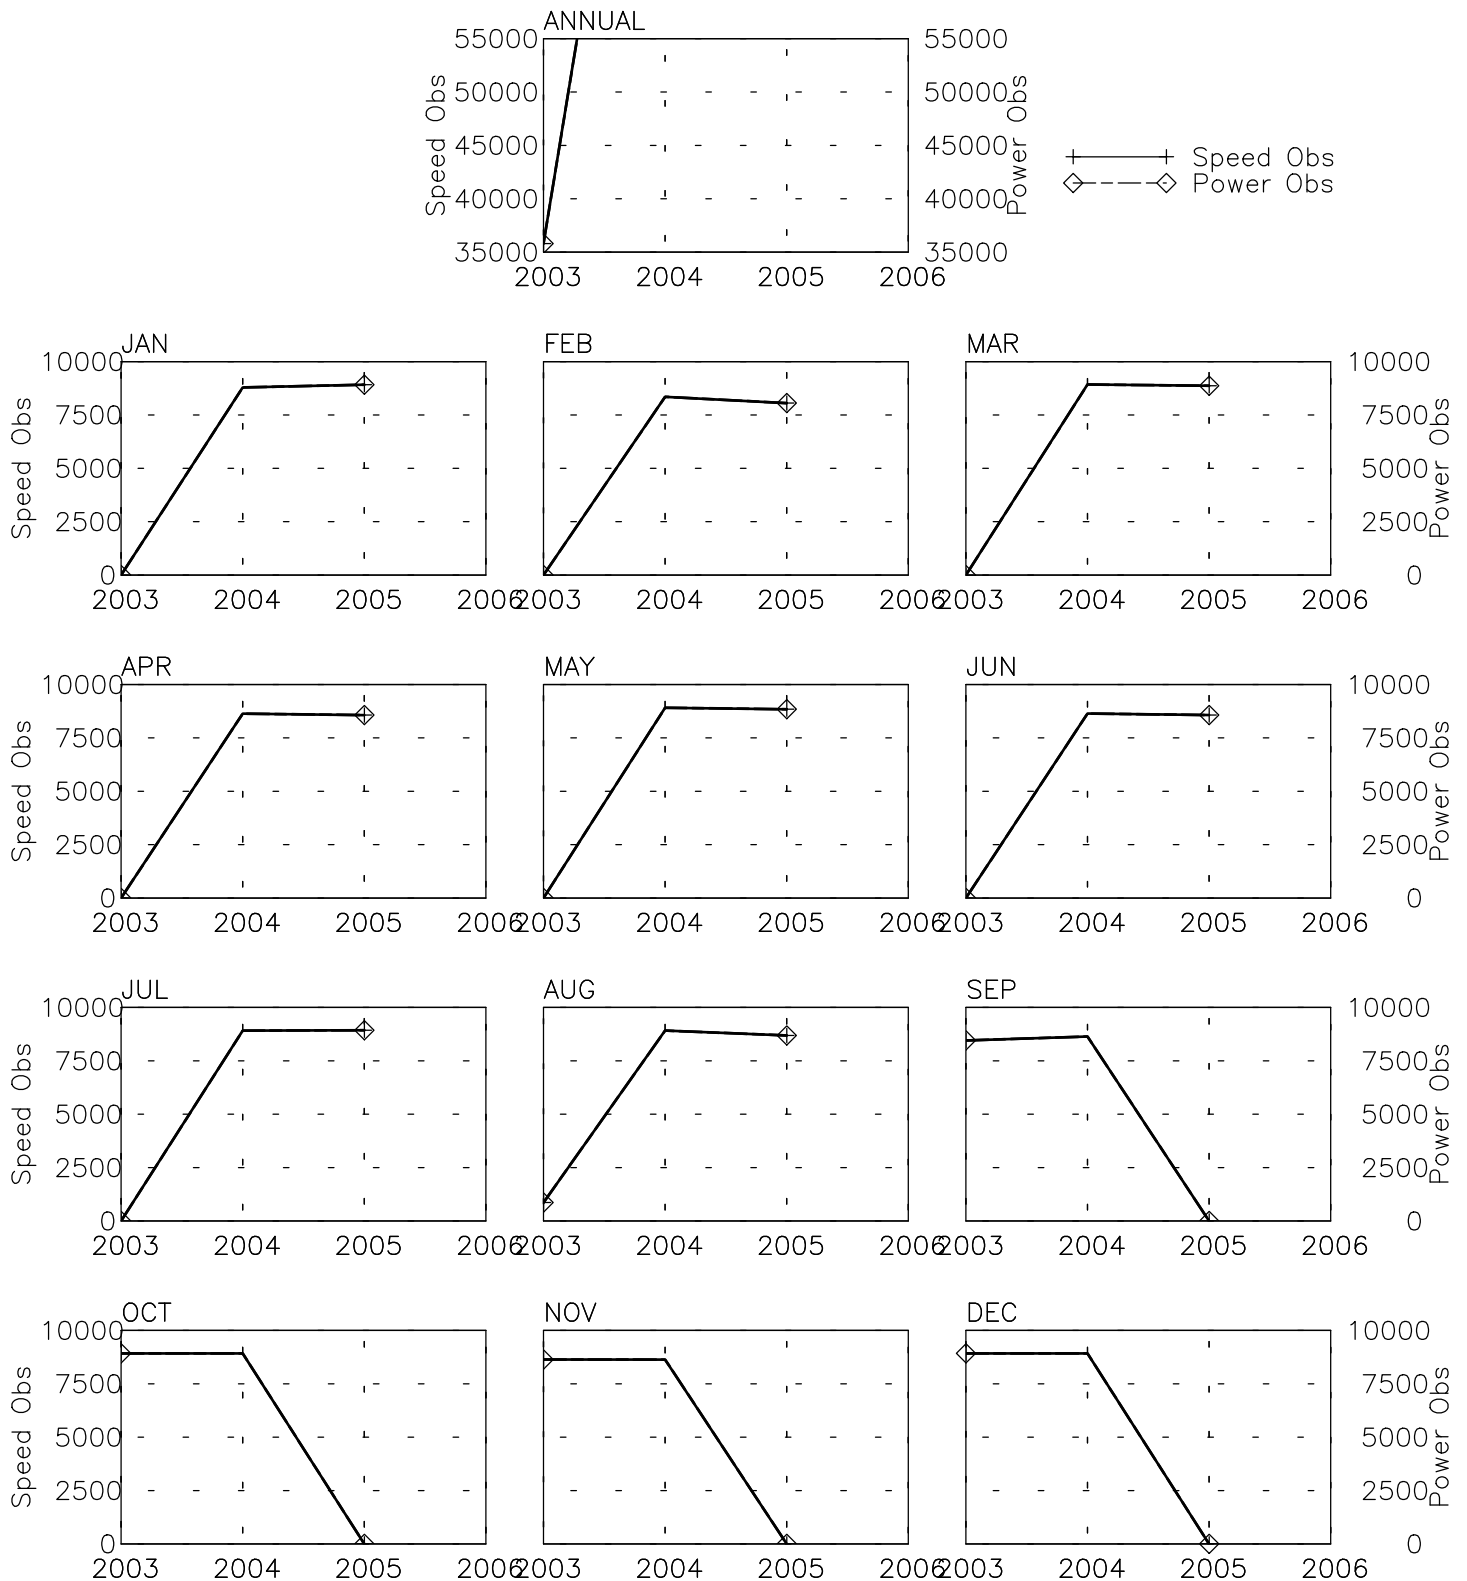 ANNUAL
55000 55000
50000 50000
45000 45000
40000 40000
35000 35000
Speed Obs
Power Obs
2003 2004 2005 2006
Speed Obs
Power Obs
JAN FEB MAR
10000 10000
7500 7500
5000 5000
2500 2500
0 0
Speed Obs
Power Obs
2003 2004 2005 2006 2003 2004 2005 2006 2003 2004 2005 2006
APR MAY JUN
10000 10000
7500 7500
5000 5000
2500 2500
0 0
Speed Obs
Power Obs
2003 2004 2005 2006 2003 2004 2005 2006 2003 2004 2005 2006
JUL AUG SEP
10000 10000
7500 7500
5000 5000
2500 2500
0 0
Speed Obs
Power Obs
2003 2004 2005 2006 2003 2004 2005 2006 2003 2004 2005 2006
OCT NOV DEC
10000 10000
7500 7500
5000 5000
2500 2500
0 0
Speed Obs
Power Obs
2003 2004 2005 2006 2003 2004 2005 2006 2003 2004 2005 2006